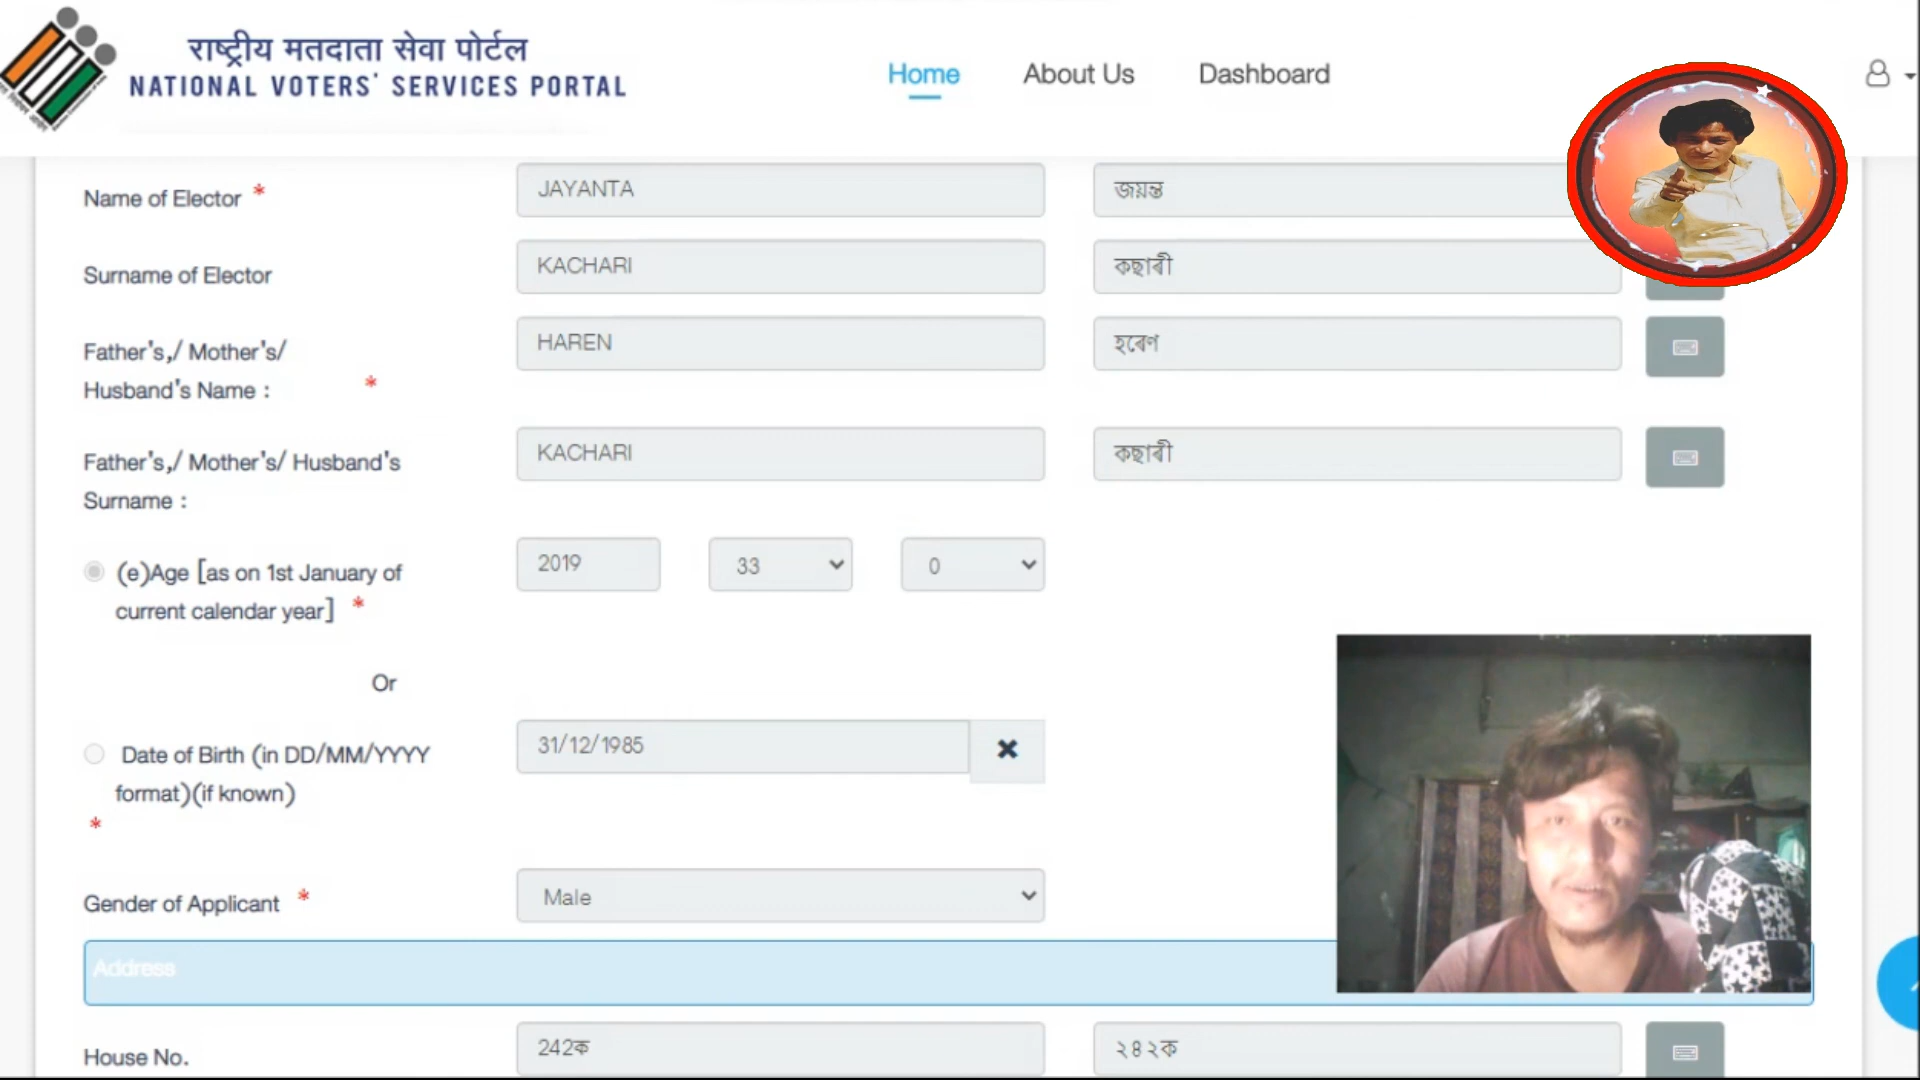 राष्ट्रीय मतदाता सेवा पोर्टल
NATIONAL VOTERS' SERVICES PORTAL
Home About Us Dashboard
Name of Elector * JAYANTA জয়ন্ত
Surname of Elector KACHARI কছাৰী
Father's,/ Mother's/ HAREN হৰেণ
Husband's Name : *
Father's,/ Mother's/ Husband's KACHARI কছাৰী
Surname :
(e)Age [as on 1st January of 2019 33 0
current calendar year] *
Or
Date of Birth (in DD/MM/YYYY 31/12/1985
format)(if known)
*
Gender of Applicant * Male
Address
House No. 242ক ২৪২ক